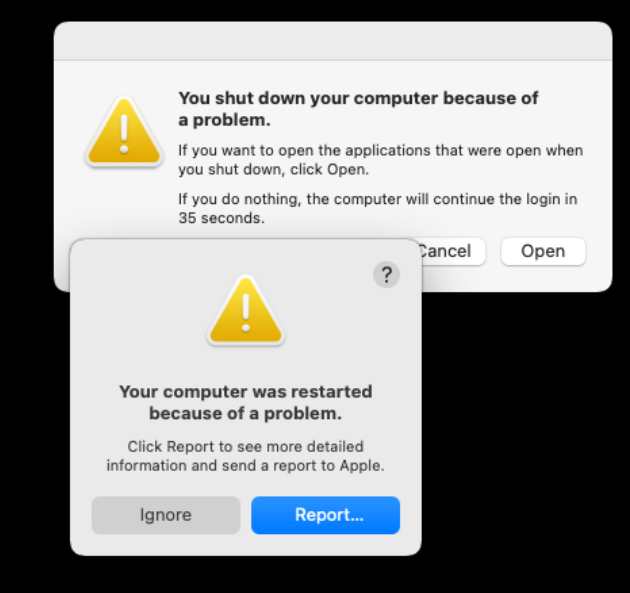 You shut down your computer because of
a problem.
If you want to open the applications that were open when
you shut down, click Open.
If you do nothing, the computer will continue the login in
35 seconds.
Cancel
Open
?
Your computer was restarted
because of a problem.
Click Report to see more detailed
information and send a report to Apple.
Ignore
Report...